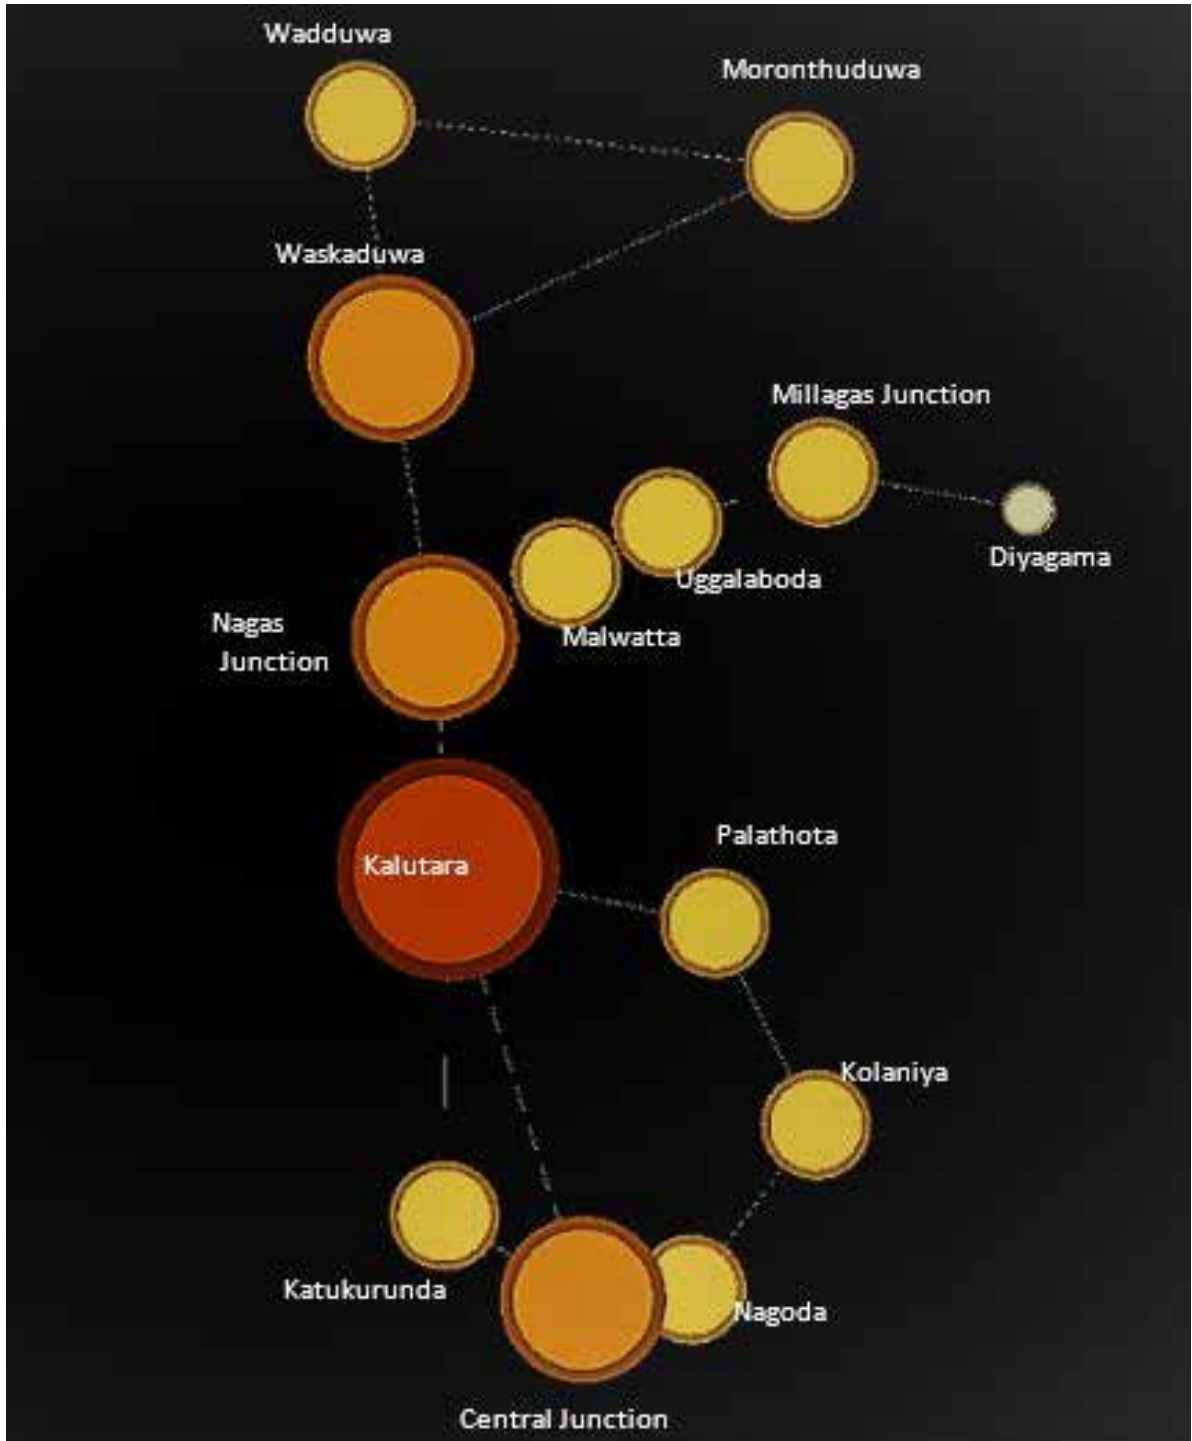 Wadduwa
Moronthuduwa
Waskaduwa
Millagas Junction
Diyagama
Uggalaboda
Malwatta
Nagas
Junction
Palathota
Kalutara
Kolaniya
Katukurunda
Nagoda
Central Junction